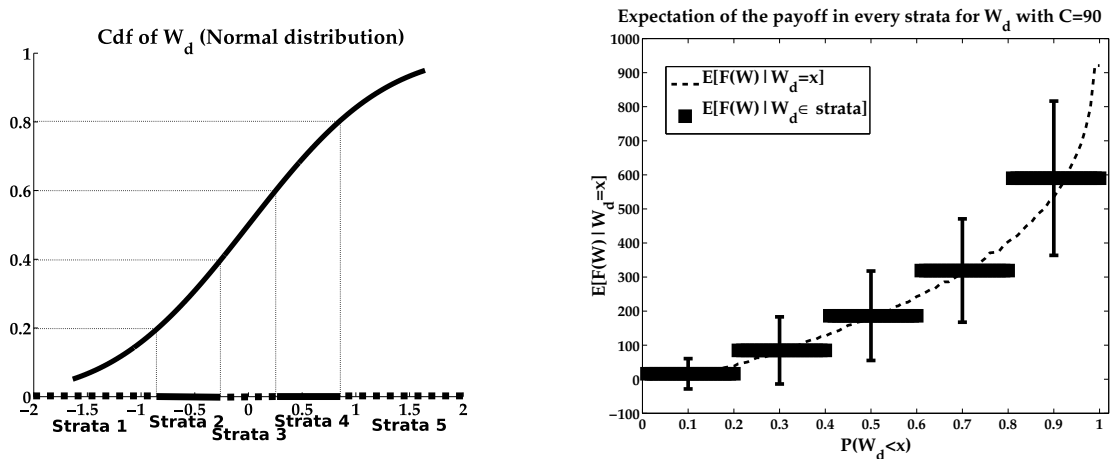 Cdf of W_d (Normal distribution)
1
0.8
0.6
0.4
0.2
0
−2 −1.5 −1 −0.5 0 0.5 1 1.5 2
Strata 1 Strata 2 Strata 3 Strata 4 Strata 5
Expectation of the payoff in every strata for W_d with C=90
1000
900
800
700
600
500
400
300
200
100
0
−100
E[F(W) | W_d=x]
E[F(W) | W_d=x]
E[F(W) | W_d∈ strata]
0 0.1 0.2 0.3 0.4 0.5 0.6 0.7 0.8 0.9 1
P(W_d<x)